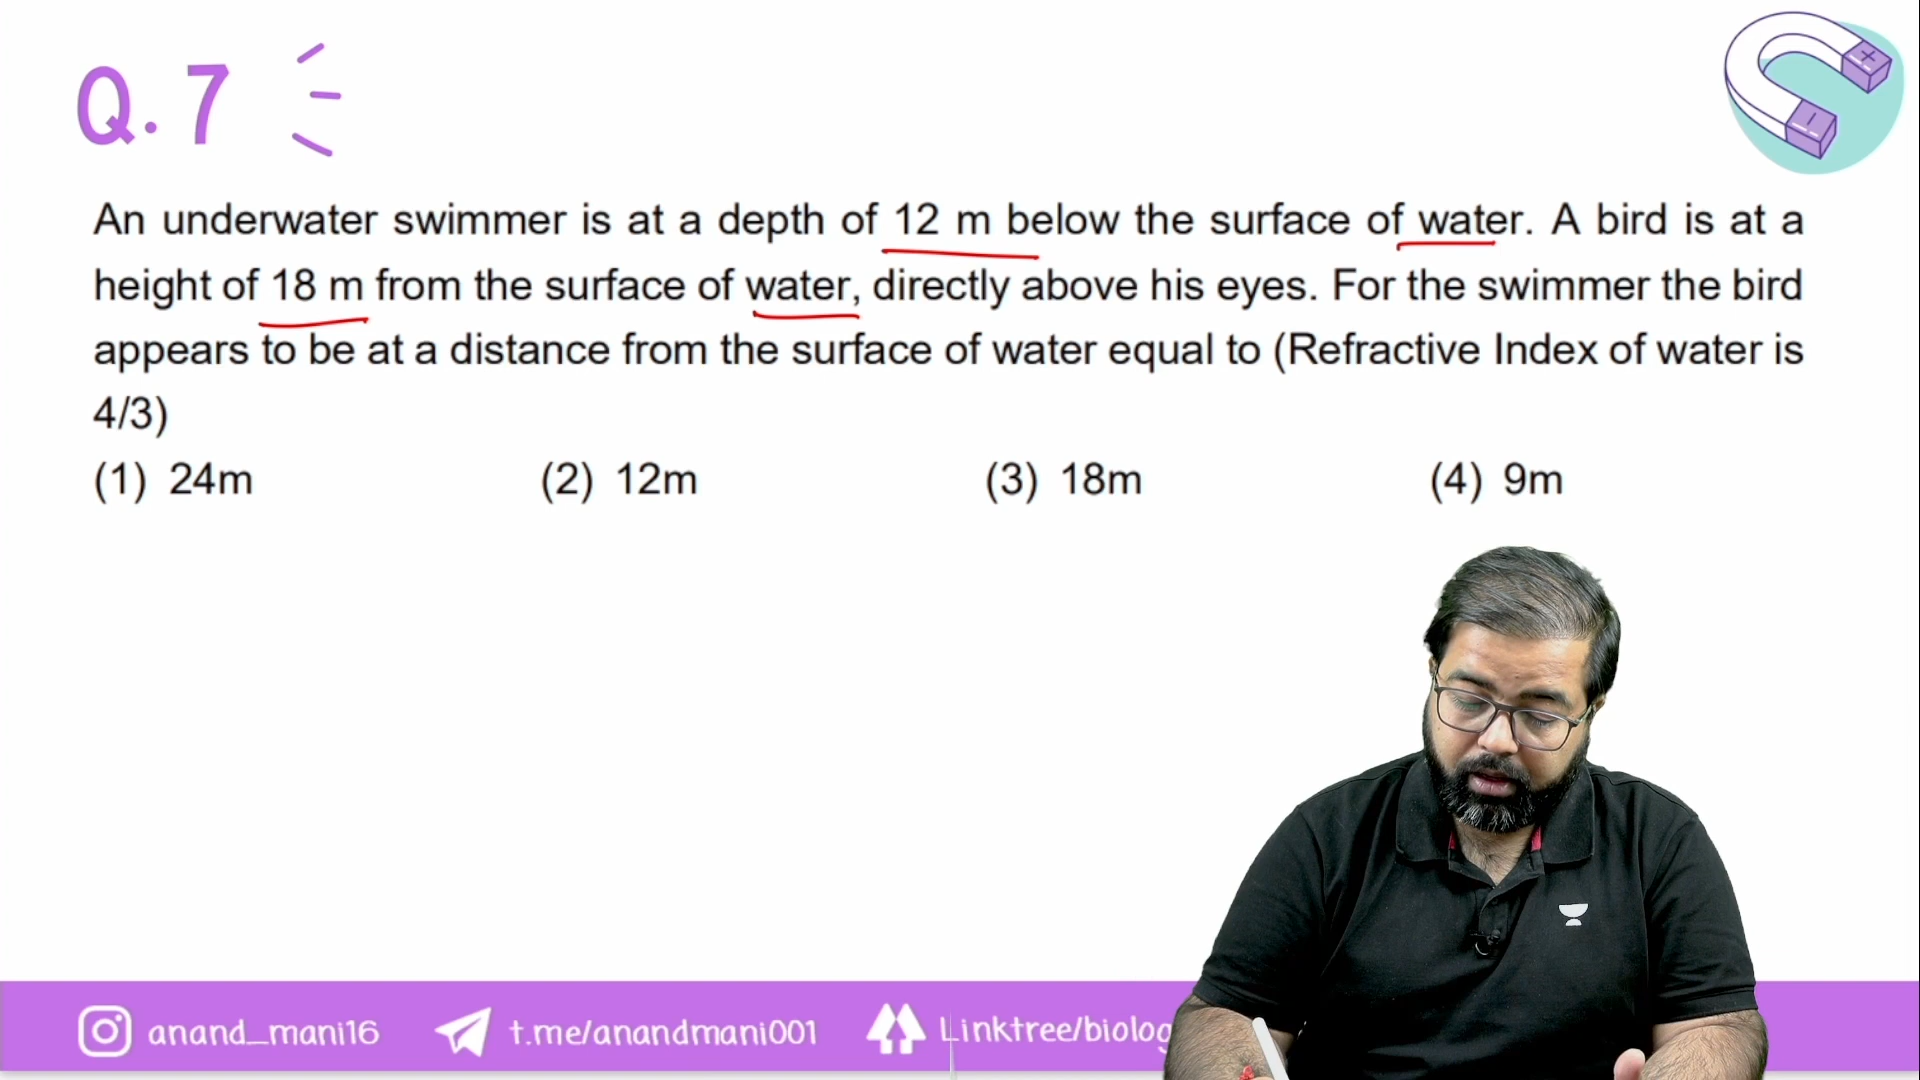 Q. 7
An underwater swimmer is at a depth of 12 m below the surface of water. A bird is at a
height of 18 m from the surface of water, directly above his eyes. For the swimmer the bird
appears to be at a distance from the surface of water equal to (Refractive Index of water is
4/3)
(1) 24m (2) 12m (3) 18m (4) 9m
anand_mani16 t.me/anandmani001 Linktree/biolog